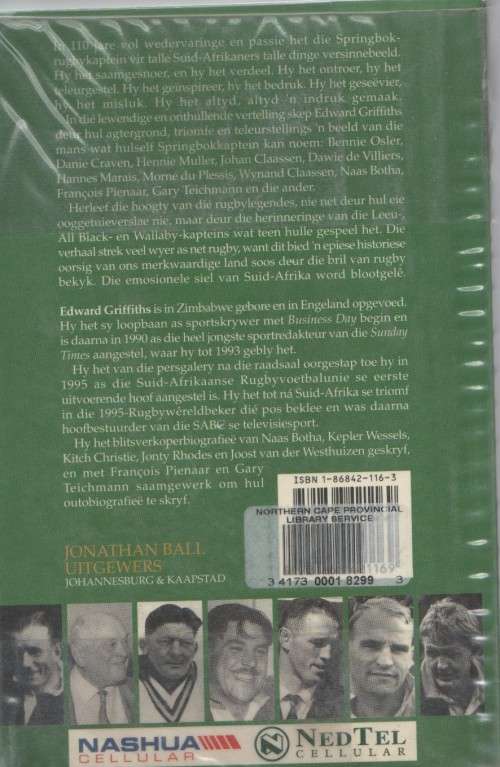 In 110 jare vol wedervaringe en passie het die Springbok-
rugbykaptein vir talle Suid-Afrikaners talle dinge versinnebeeld.
Hy het saamgesnoer, en hy het verdeel. Hy het ontroer, hy het
teleurgestel. Hy het geïnspireer, hy het bedruk. Hy het geseëvier,
hy het misluk. Hy het altyd, altyd 'n indruk gemaak.
In dié lewendige en onthullende vertelling skep Edward Griffiths
deur hul agtergrond, triomfe en teleurstellings 'n beeld van die
mans wat hulself Springbokkaptein kan noem: Bennie Osler,
Danie Craven, Hennie Muller, Johan Claassen, Dawie de Villiers,
Hannes Marais, Morne du Plessis, Wynand Claassen, Naas Botha,
François Pienaar, Gary Teichmann en die ander.
Herleef die hoogty van die rugbylegendes, nie net deur hul eie
ooggetuieverslae nie, maar deur die herinneringe van die Leeu-,
All Black- en Wallaby-kapteins wat teen hulle gespeel het. Die
verhaal strek veel wyer as net rugby, want dit bied 'n epiese historiese
oorsig van ons merkwaardige land soos deur die bril van rugby
bekyk. Die emosionele siel van Suid-Afrika word blootgelê.
Edward Griffiths is in Zimbabwe gebore en in Engeland opgevoed.
Hy het sy loopbaan as sportskrywer met Business Day begin en
is daarna in 1990 as die heel jongste sportredakteur van die Sunday
Times aangestel, waar hy tot 1993 gebly het.
Hy het van die persgalery na die raadsaal oorgestap toe hy in
1995 as die Suid-Afrikaanse Rugbyvoetbalunie se eerste
uitvoerende hoof aangestel is. Hy het tot ná Suid-Afrika se triomf
in die 1995-Rugbywêreldbeker dié pos beklee en was daarna
hoofbestuurder van die SABC se televisiesport.
Hy het blitsverkoperbiografieë van Naas Botha, Kepler Wessels,
Kitch Christie, Jonty Rhodes en Joost van der Westhuizen geskryf,
en met François Pienaar en Gary
Teichmann saamgewerk om hul
outobiografieë te skryf.
ISBN 1-86842-116-3
NORTHERN CAPE PROVINCIAL
LIBRARY SERVICE
3 4173 0001 8299 3
JONATHAN BALL
UITGEWERS
JOHANNESBURG & KAAPSTAD
NASHUA
CELLULAR
N NEDTEL
CELLULAR